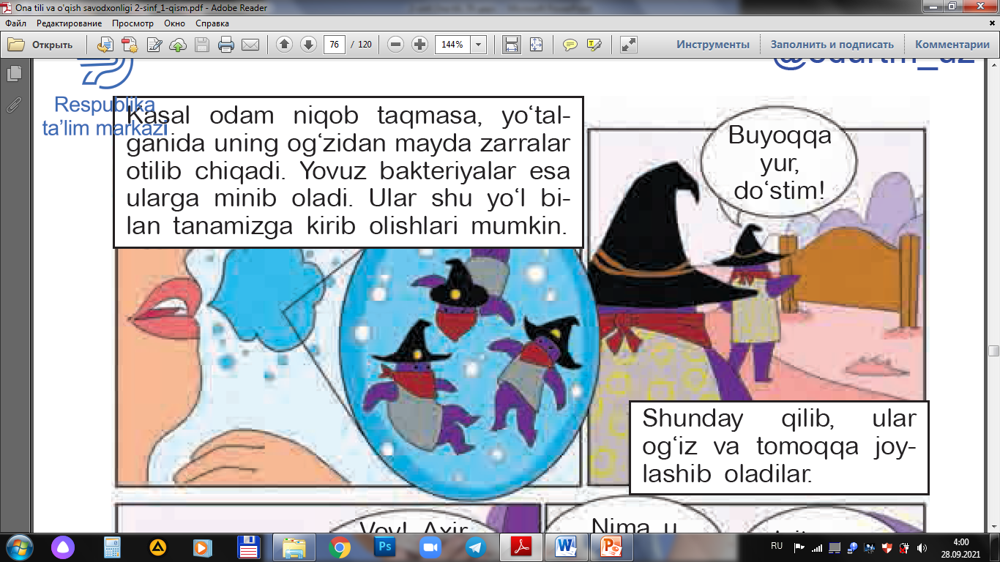 Ona tili va o'qish savodxonligi 2-sinf_1-qism.pdf - Adobe Reader
Файл Редактирование Просмотр Окно Справка
Открыть 76 / 120 144% Инструменты Заполнить и подписать Комментарии
@edurtm_uz
Respublika
ta’lim markazi
Kasal odam niqob taqmasa, yo‘tal-
ganida uning og‘zidan mayda zarralar
otilib chiqadi. Yovuz bakteriyalar esa
ularga minib oladi. Ular shu yo‘l bi-
lan tanamizga kirib olishlari mumkin.
Buyoqqa
yur,
do‘stim!
Shunday qilib, ular
og‘iz va tomoqqa joy-
lashib oladilar.
Voy! Axir
Nima u
RU 4:00
28.09.2021